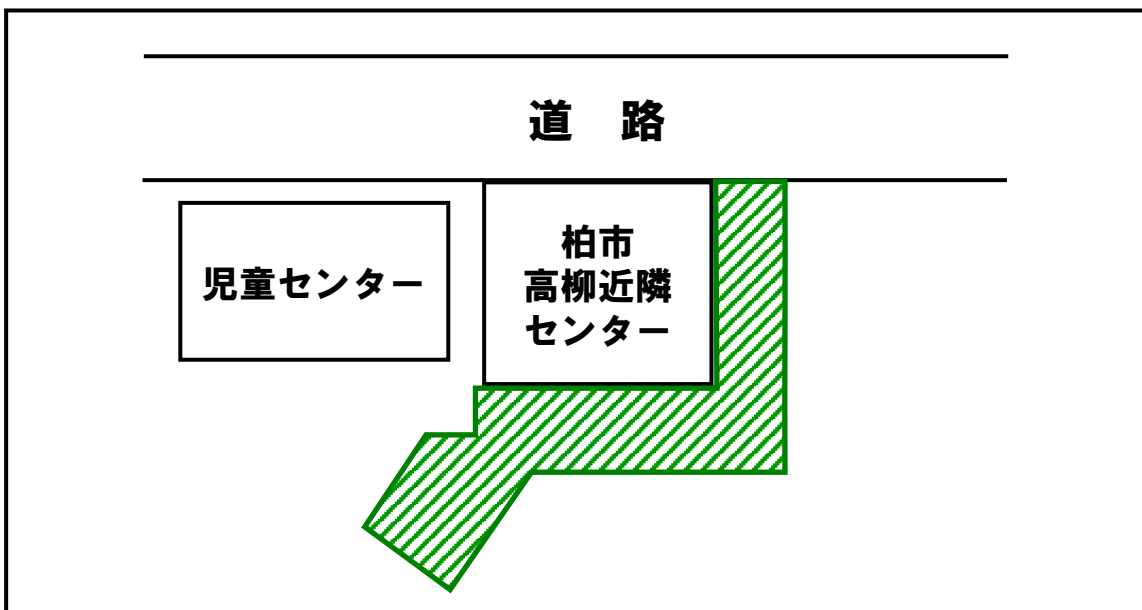 道　路
児童センター
柏市
高柳近隣
センター